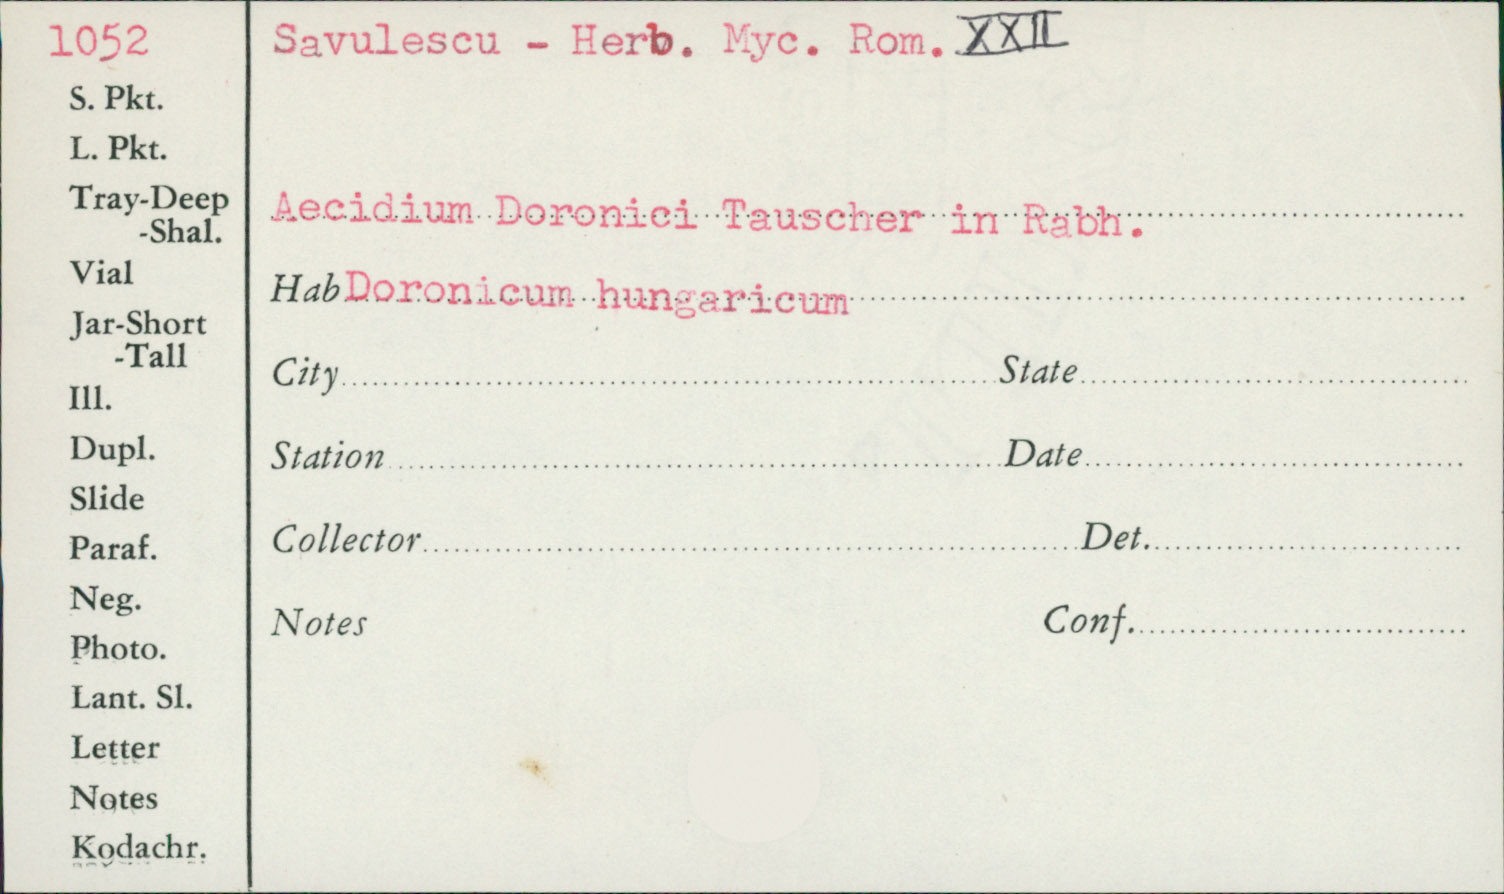 1052
Savulescu - Herb. Myc. Rom. XXII
S. Pkt.
L. Pkt.
Tray-Deep
-Shal.
Aecidium Doronici Tauscher in Rabh.
Vial
Hab Doronicum hungaricum
Jar-Short
-Tall
City State
Ill.
Dupl.
Station Date
Slide
Paraf.
Collector Det.
Neg.
Notes Conf.
Photo.
Lant. Sl.
Letter
Notes
Kodachr.